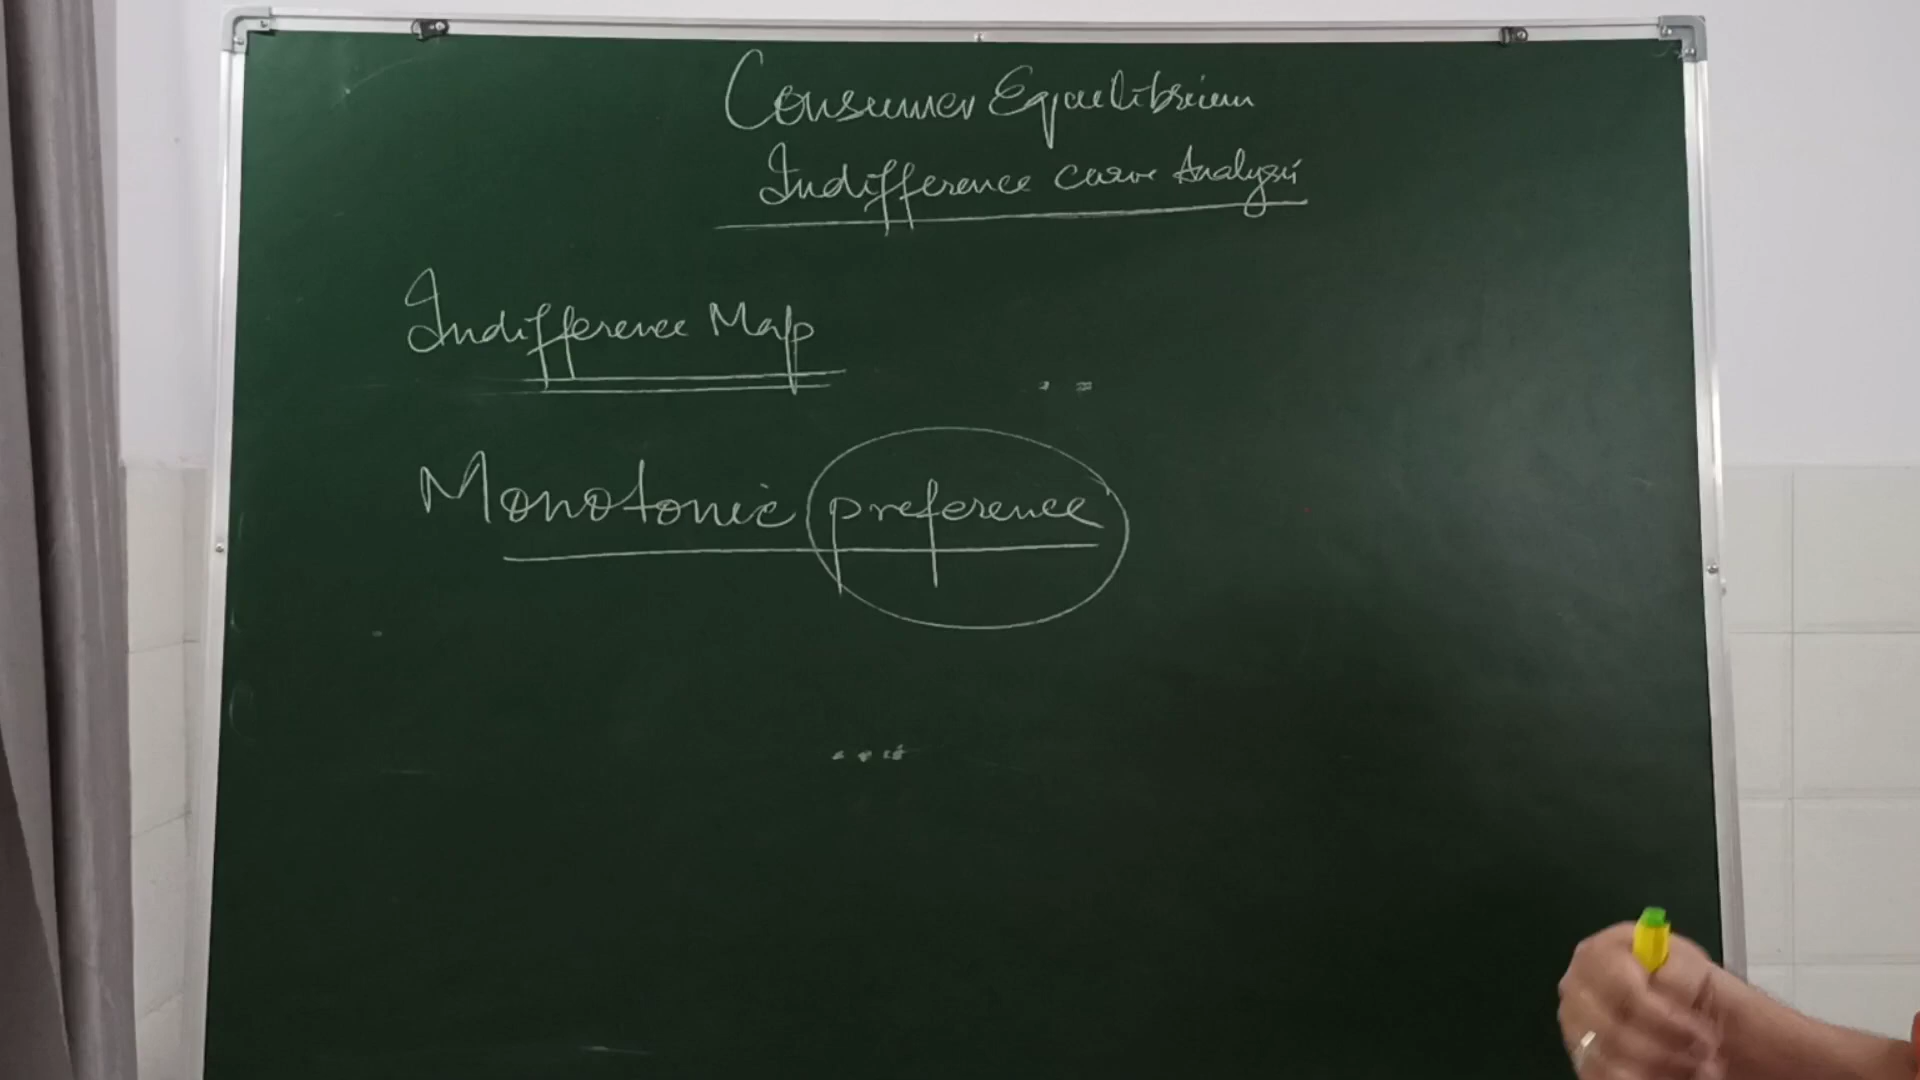 Consumer Equilibrium
Indifference curve Analysis
Indifference Map
Monotonic preference